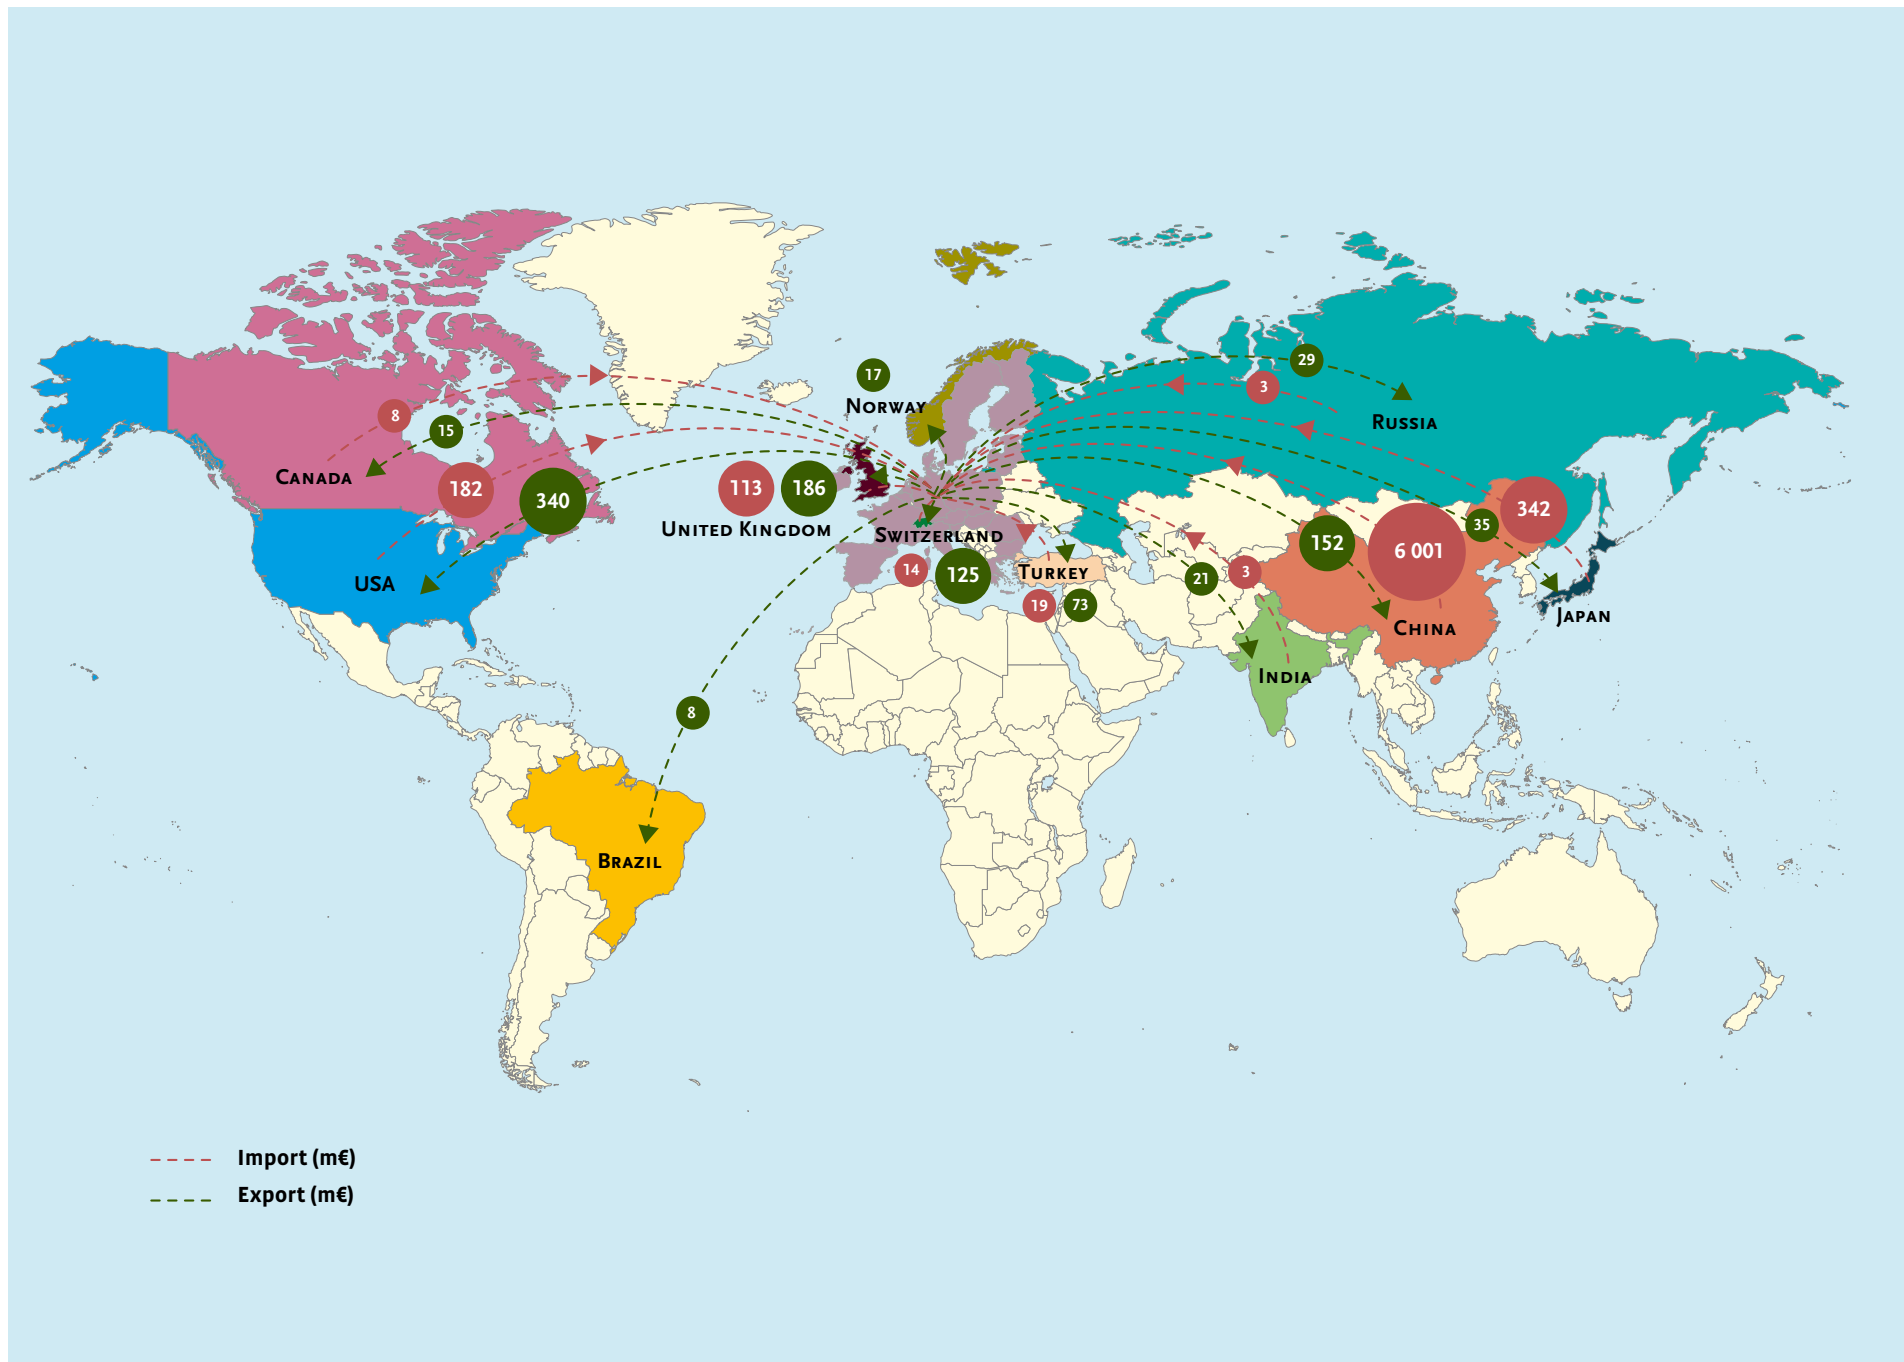 17
NORWAY
29
3
RUSSIA
8
15
CANADA
182
340
113
186
UNITED KINGDOM
SWITZERLAND
14
125
TURKEY
19
73
21
3
152
6 001
35
342
CHINA
JAPAN
INDIA
USA
8
BRAZIL
Import (m€)
Export (m€)